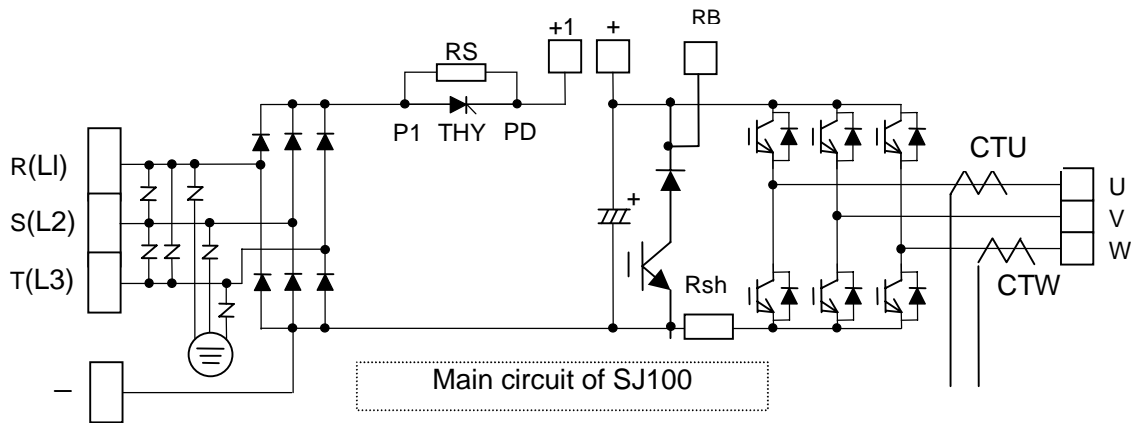 RB
+1
+
RS
P1
THY
PD
R(LI)
S(L2)
T(L3)
+
Rsh
CTU
CTW
U
V
W
–
Main circuit of SJ100